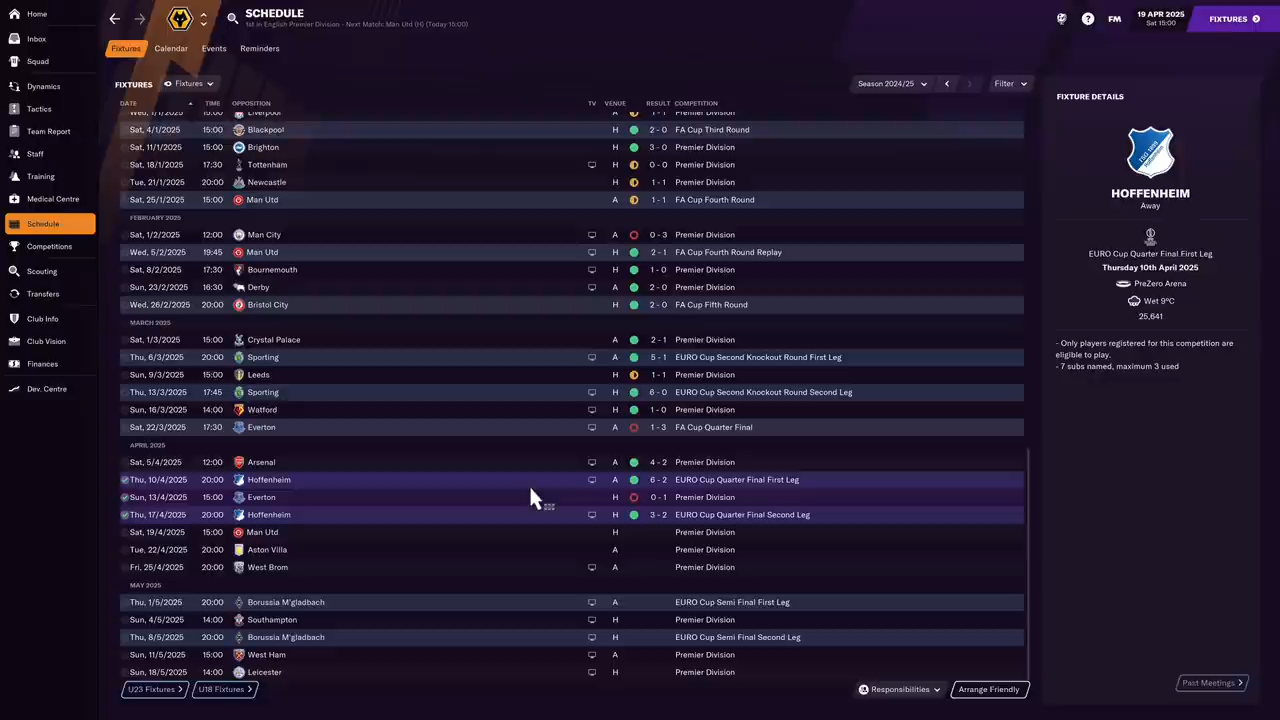 Home
Inbox
Squad
Dynamics
Tactics
Team Report
Staff
Training
Medical Centre
Schedule
Competitions
Scouting
Transfers
Club Info
Club Vision
Finances
Dev. Centre
SCHEDULE
1st in English Premier Division - Next Match: Man Utd (H) (Today 15:00)
FM
19 APR 2025
Sat 15:00
FIXTURES
Fixtures Calendar Events Reminders
FIXTURES Fixtures Season 2024/25 Filter
DATE TIME OPPOSITION TV VENUE RESULT COMPETITION
Wed, 1/1/2025 15:00 Liverpool A 1 - 1 Premier Division
Sat, 4/1/2025 15:00 Blackpool H 2 - 0 FA Cup Third Round
Sat, 11/1/2025 15:00 Brighton H 3 - 0 Premier Division
Sat, 18/1/2025 17:30 Tottenham H 0 - 0 Premier Division
Tue, 21/1/2025 20:00 Newcastle H 1 - 1 Premier Division
Sat, 25/1/2025 15:00 Man Utd A 1 - 1 FA Cup Fourth Round
FEBRUARY 2025
Sat, 1/2/2025 12:00 Man City A 0 - 3 Premier Division
Wed, 5/2/2025 19:45 Man Utd H 2 - 1 FA Cup Fourth Round Replay
Sat, 8/2/2025 17:30 Bournemouth H 1 - 0 Premier Division
Sun, 23/2/2025 16:30 Derby A 2 - 0 Premier Division
Wed, 26/2/2025 20:00 Bristol City H 2 - 0 FA Cup Fifth Round
MARCH 2025
Sat, 1/3/2025 15:00 Crystal Palace A 2 - 1 Premier Division
Thu, 6/3/2025 20:00 Sporting A 5 - 1 EURO Cup Second Knockout Round First Leg
Sun, 9/3/2025 15:00 Leeds H 1 - 1 Premier Division
Thu, 13/3/2025 17:45 Sporting H 6 - 0 EURO Cup Second Knockout Round Second Leg
Sun, 16/3/2025 14:00 Watford H 1 - 0 Premier Division
Sat, 22/3/2025 17:30 Everton A 1 - 3 FA Cup Quarter Final
APRIL 2025
Sat, 5/4/2025 12:00 Arsenal A 4 - 2 Premier Division
Thu, 10/4/2025 20:00 Hoffenheim A 6 - 2 EURO Cup Quarter Final First Leg
Sun, 13/4/2025 15:00 Everton H 0 - 1 Premier Division
Thu, 17/4/2025 20:00 Hoffenheim H 3 - 2 EURO Cup Quarter Final Second Leg
Sat, 19/4/2025 15:00 Man Utd H Premier Division
Tue, 22/4/2025 20:00 Aston Villa A Premier Division
Fri, 25/4/2025 20:00 West Brom A Premier Division
MAY 2025
Thu, 1/5/2025 20:00 Borussia M'gladbach A EURO Cup Semi Final First Leg
Sun, 4/5/2025 14:00 Southampton H Premier Division
Thu, 8/5/2025 20:00 Borussia M'gladbach H EURO Cup Semi Final Second Leg
Sun, 11/5/2025 15:00 West Ham A Premier Division
Sun, 18/5/2025 14:00 Leicester H Premier Division
U23 Fixtures U18 Fixtures Responsibilities Arrange Friendly
FIXTURE DETAILS
TSG 1899
Hoffenheim
HOFFENHEIM
Away
EURO Cup Quarter Final First Leg
Thursday 10th April 2025
PreZero Arena
Wet 9°C
25,641
- Only players registered for this competition are
eligible to play.
- 7 subs named, maximum 3 used
Past Meetings